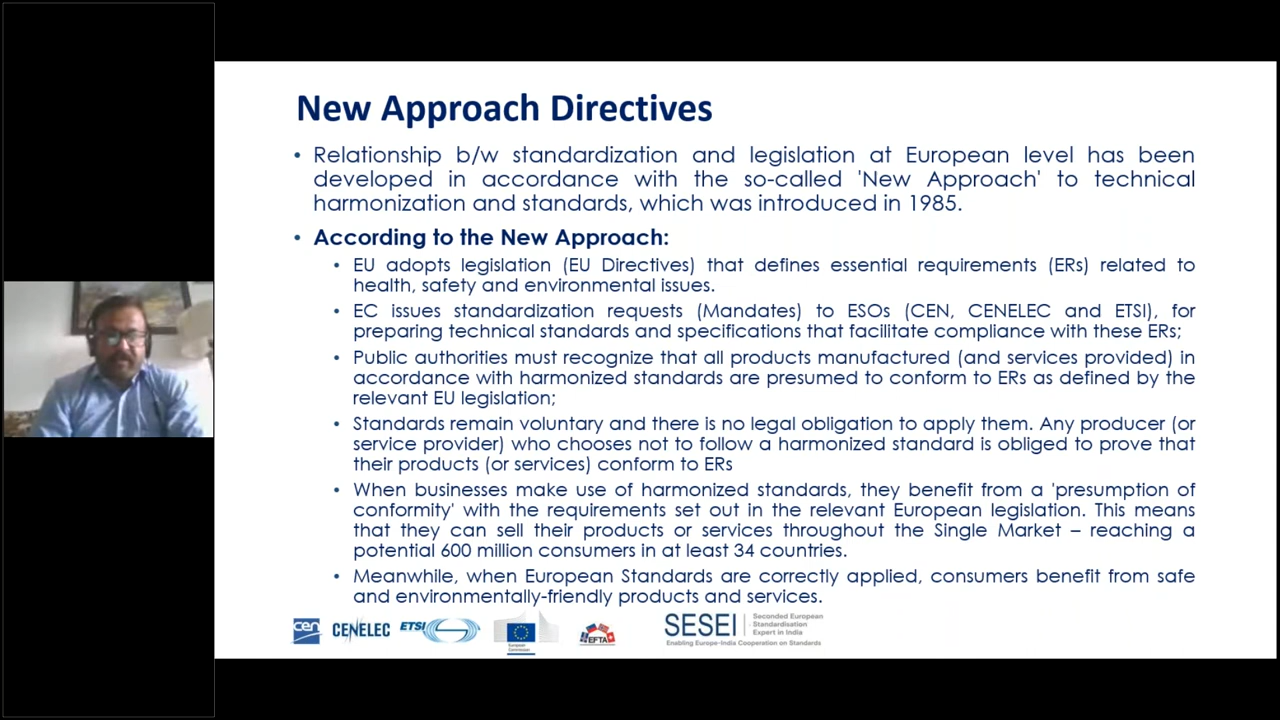 New Approach Directives
• Relationship b/w standardization and legislation at European level has been
developed in accordance with the so-called 'New Approach' to technical
harmonization and standards, which was introduced in 1985.
• According to the New Approach:
• EU adopts legislation (EU Directives) that defines essential requirements (ERs) related to
health, safety and environmental issues.
• EC issues standardization requests (Mandates) to ESOs (CEN, CENELEC and ETSI), for
preparing technical standards and specifications that facilitate compliance with these ERs;
• Public authorities must recognize that all products manufactured (and services provided) in
accordance with harmonized standards are presumed to conform to ERs as defined by the
relevant EU legislation;
• Standards remain voluntary and there is no legal obligation to apply them. Any producer (or
service provider) who chooses not to follow a harmonized standard is obliged to prove that
their products (or services) conform to ERs
• When businesses make use of harmonized standards, they benefit from a 'presumption of
conformity' with the requirements set out in the relevant European legislation. This means
that they can sell their products or services throughout the Single Market – reaching a
potential 600 million consumers in at least 34 countries.
• Meanwhile, when European Standards are correctly applied, consumers benefit from safe
and environmentally-friendly products and services.
cen
CENELEC
ETSI
European
Commission
EFTA
SESEI
Seconded European
Standardisation
Expert in India
Enabling Europe-India Cooperation on Standards